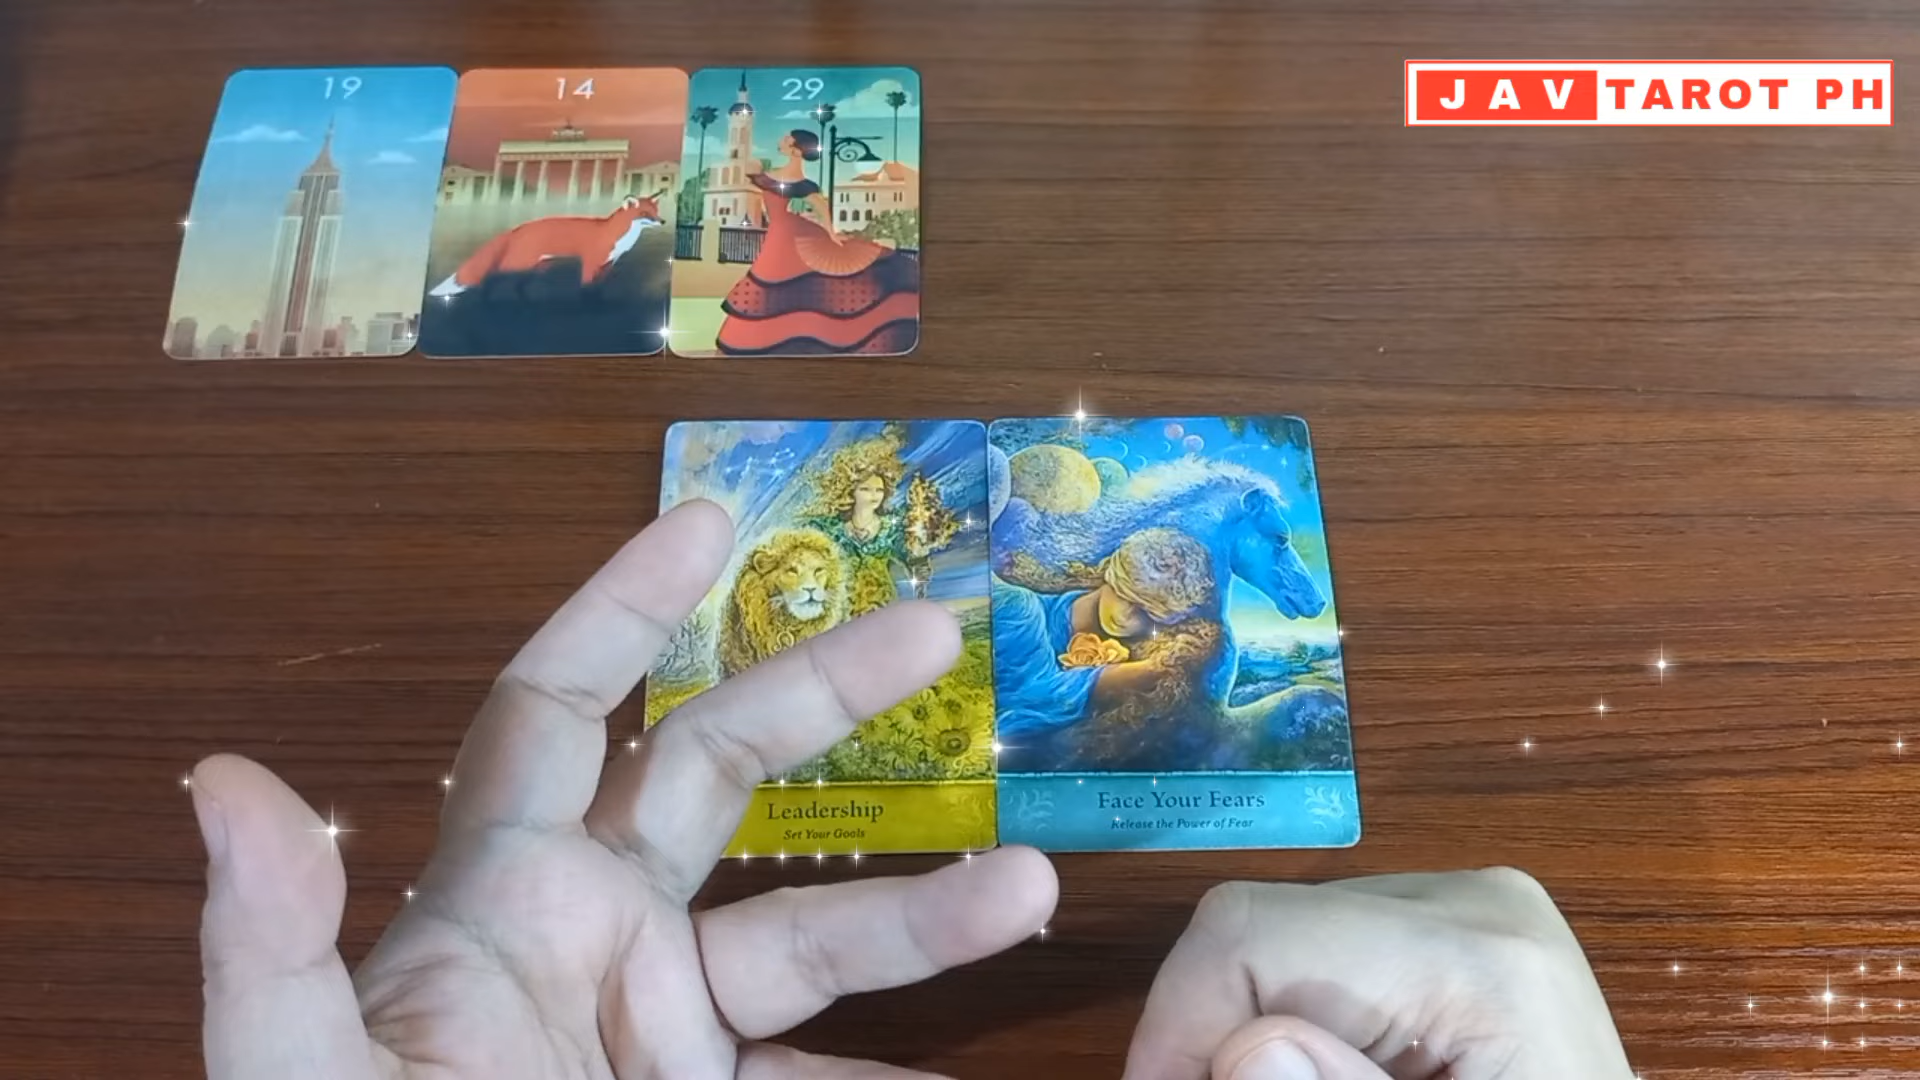 19
14
29
JAV TAROT PH
Leadership
Set Your Goals
Face Your Fears
Release the Power of Fear